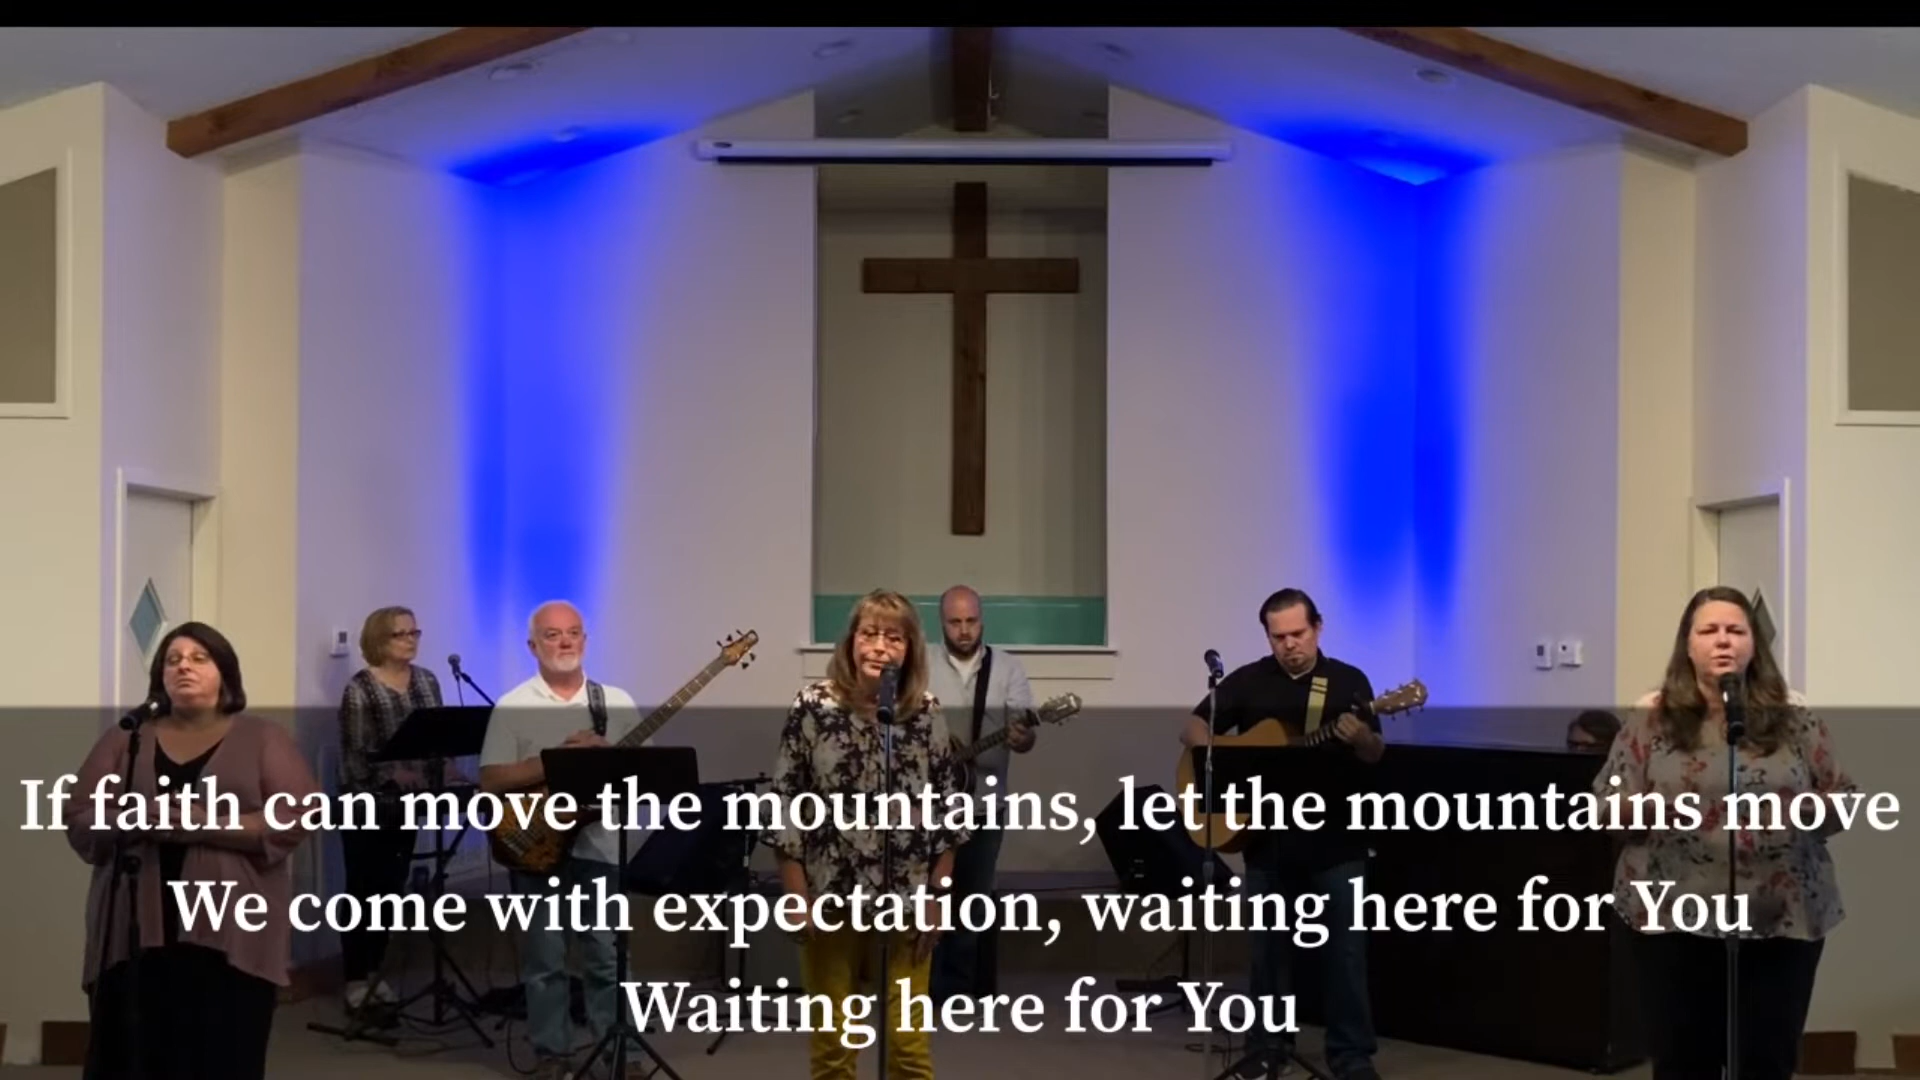 If faith can move the mountains, let the mountains move
We come with expectation, waiting here for You
Waiting here for You